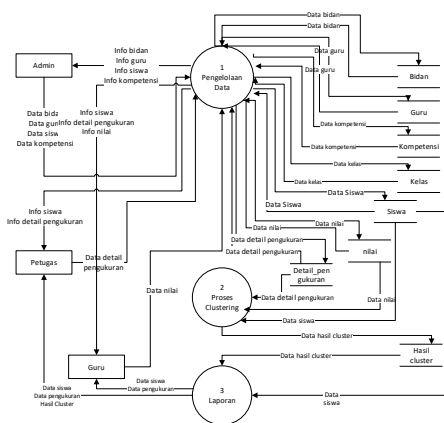 Data bidan
Data bidan
Data guru
Data guru
Info bidan
Info guru
Info siswa
Info kompetensi
Admin
1
Pengelolaan
Data
Bidan
Guru
Data kompetensi
Data kompetensi
Kompetensi
Data kelas
Data kelas
Kelas
Data bidan
Data guru
Data siswa
Data kompetensi
Info siswa
Info detail pengukuran
Info nilai
Data Siswa
Data Siswa
Siswa
Data nilai
Data nilai
nilai
Info siswa
Info detail pengukuran
Petugas
Data detail
pengukuran
Data detail pengukuran
Data detail pengukuran
Detail_pen
gukuran
Data nilai
2
Proses
Clustering
Data detail pengukuran
Data nilai
Data siswa
Data hasil cluster
Hasil
cluster
Data hasil cluster
Guru
Data siswa
Data pengukuran
Data siswa
Data pengukuran
Hasil Cluster
3
Laporan
Data
siswa